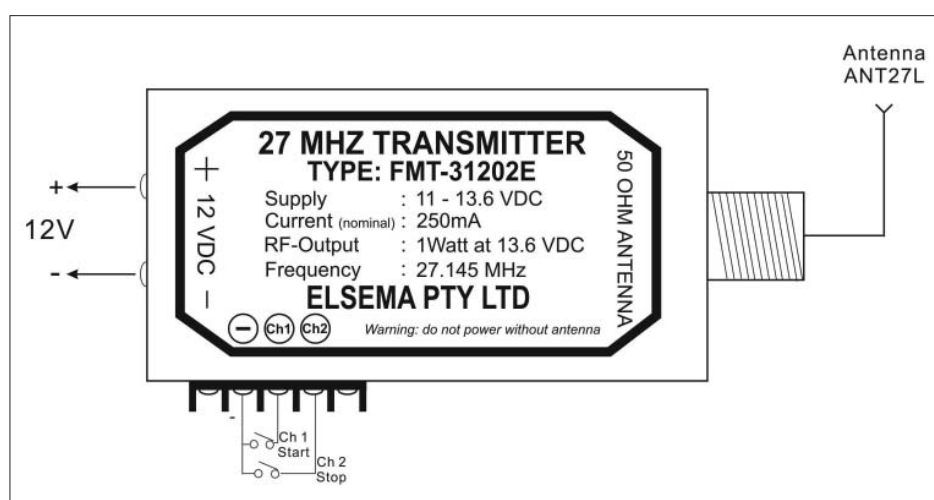 Antenna
ANT27L
27 MHZ TRANSMITTER
TYPE: FMT-31202E
Supply : 11 - 13.6 VDC
Current (nominal) : 250mA
RF-Output : 1Watt at 13.6 VDC
Frequency : 27.145 MHz
ELSEMA PTY LTD
Warning: do not power without antenna
+ 12 VDC -
50 OHM ANTENNA
+
12V
-
- Ch1 Ch2
-
Ch 1
Start
Ch 2
Stop